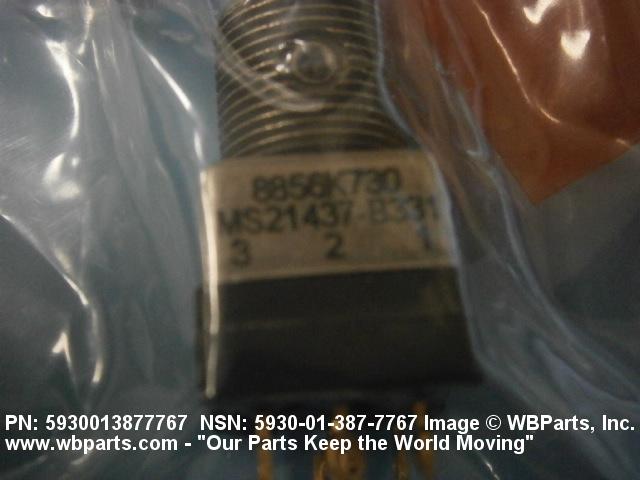 8856K730
MS21437-B331
3 2 1
PN: 5930013877767 NSN: 5930-01-387-7767 Image © WBParts, Inc.
www.wbparts.com - "Our Parts Keep the World Moving"